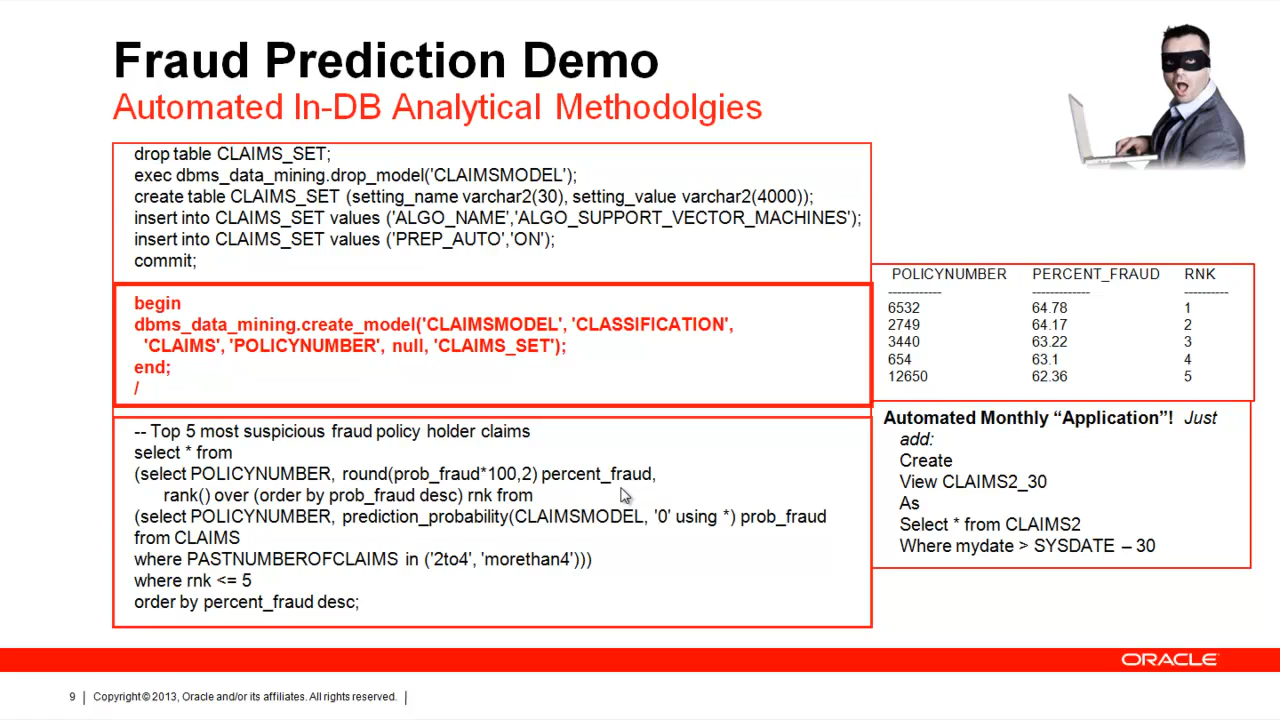 Fraud Prediction Demo
Automated In-DB Analytical Methodolgies
drop table CLAIMS_SET;
exec dbms_data_mining.drop_model('CLAIMSMODEL');
create table CLAIMS_SET (setting_name varchar2(30), setting_value varchar2(4000));
insert into CLAIMS_SET values ('ALGO_NAME','ALGO_SUPPORT_VECTOR_MACHINES');
insert into CLAIMS_SET values ('PREP_AUTO','ON');
commit;
begin
dbms_data_mining.create_model('CLAIMSMODEL', 'CLASSIFICATION',
'CLAIMS', 'POLICYNUMBER', null, 'CLAIMS_SET');
end;
/
-- Top 5 most suspicious fraud policy holder claims
select * from
(select POLICYNUMBER, round(prob_fraud*100,2) percent_fraud,
rank() over (order by prob_fraud desc) rnk from
(select POLICYNUMBER, prediction_probability(CLAIMSMODEL, '0' using *) prob_fraud
from CLAIMS
where PASTNUMBEROFCLAIMS in ('2to4', 'morethan4')))
where rnk <= 5
order by percent_fraud desc;
POLICYNUMBER PERCENT_FRAUD RNK
------------ ------------- ----------
6532 64.78 1
2749 64.17 2
3440 63.22 3
654 63.1 4
12650 62.36 5
Automated Monthly “Application”! Just
add:
Create
View CLAIMS2_30
As
Select * from CLAIMS2
Where mydate > SYSDATE – 30
ORACLE
9 | Copyright © 2013, Oracle and/or its affiliates. All rights reserved. |